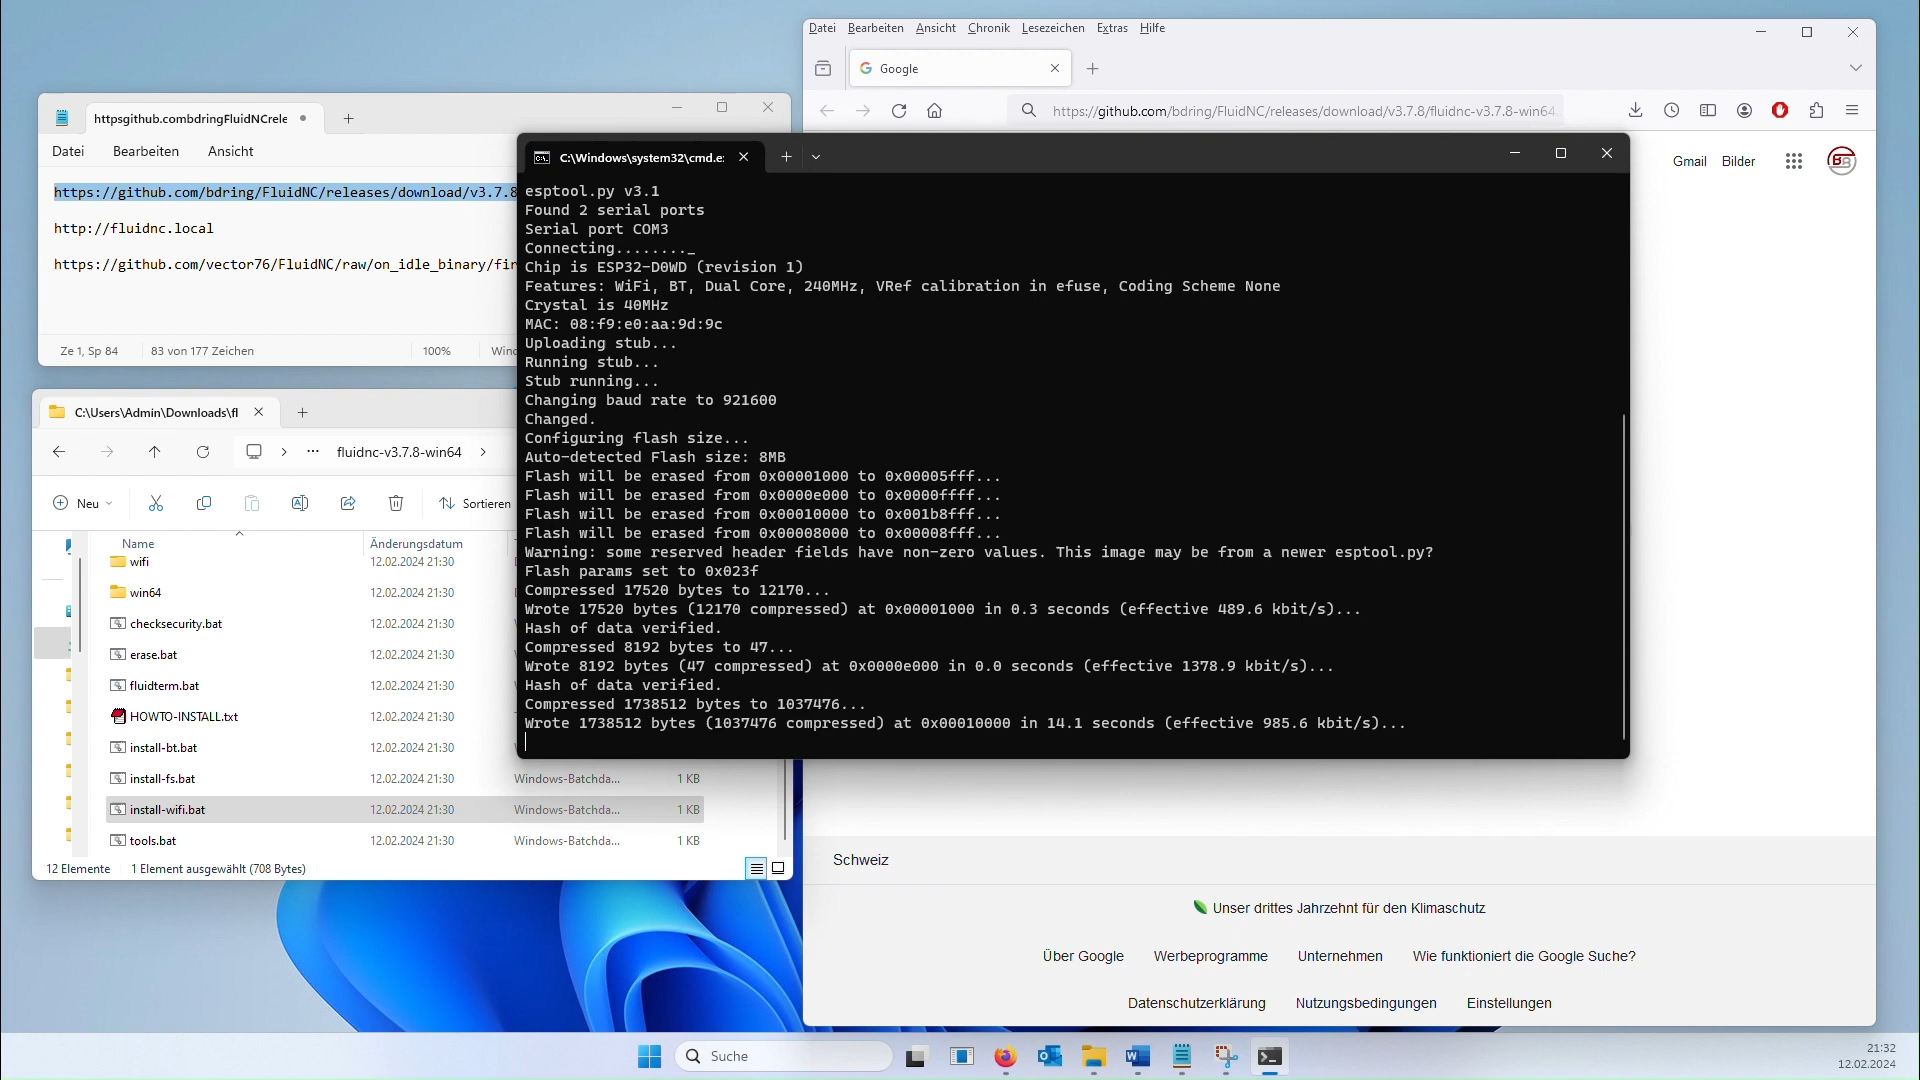 Datei Bearbeiten Ansicht Chronik Lesezeichen Extras Hilfe
Google
https://github.com/bdring/FluidNC/releases/download/v3.7.8/fluidnc-v3.7.8-win64
Gmail Bilder
httpsgithub.combdringFluidNCrele
Datei Bearbeiten Ansicht
https://github.com/bdring/FluidNC/releases/download/v3.7.8
http://fluidnc.local
https://github.com/vector76/FluidNC/raw/on_idle_binary/fir
Ze 1, Sp 84 83 von 177 Zeichen 100% Wind
C:\Windows\system32\cmd.e:
esptool.py v3.1
Found 2 serial ports
Serial port COM3
Connecting........_
Chip is ESP32-D0WD (revision 1)
Features: WiFi, BT, Dual Core, 240MHz, VRef calibration in efuse, Coding Scheme None
Crystal is 40MHz
MAC: 08:f9:e0:aa:9d:9c
Uploading stub...
Running stub...
Stub running...
Changing baud rate to 921600
Changed.
Configuring flash size...
Auto-detected Flash size: 8MB
Flash will be erased from 0x00001000 to 0x00005fff...
Flash will be erased from 0x0000e000 to 0x0000ffff...
Flash will be erased from 0x00010000 to 0x001b8fff...
Flash will be erased from 0x00008000 to 0x00008fff...
Warning: some reserved header fields have non-zero values. This image may be from a newer esptool.py?
Flash params set to 0x023f
Compressed 17520 bytes to 12170...
Wrote 17520 bytes (12170 compressed) at 0x00001000 in 0.3 seconds (effective 489.6 kbit/s)...
Hash of data verified.
Compressed 8192 bytes to 47...
Wrote 8192 bytes (47 compressed) at 0x0000e000 in 0.0 seconds (effective 1378.9 kbit/s)...
Hash of data verified.
Compressed 1738512 bytes to 1037476...
Wrote 1738512 bytes (1037476 compressed) at 0x00010000 in 14.1 seconds (effective 985.6 kbit/s)...
C:\Users\Admin\Downloads\fl
fluidnc-v3.7.8-win64
Neu Sortieren
Name Änderungsdatum
wifi 12.02.2024 21:30
win64 12.02.2024 21:30
checksecurity.bat 12.02.2024 21:30
erase.bat 12.02.2024 21:30
fluidterm.bat 12.02.2024 21:30
HOWTO-INSTALL.txt 12.02.2024 21:30
install-bt.bat 12.02.2024 21:30
install-fs.bat 12.02.2024 21:30 Windows-Batchda... 1 KB
install-wifi.bat 12.02.2024 21:30 Windows-Batchda... 1 KB
tools.bat 12.02.2024 21:30 Windows-Batchda... 1 KB
12 Elemente 1 Element ausgewählt (708 Bytes)
Schweiz
Unser drittes Jahrzehnt für den Klimaschutz
Über Google Werbeprogramme Unternehmen Wie funktioniert die Google Suche?
Datenschutzerklärung Nutzungsbedingungen Einstellungen
Suche
21:32
12.02.2024